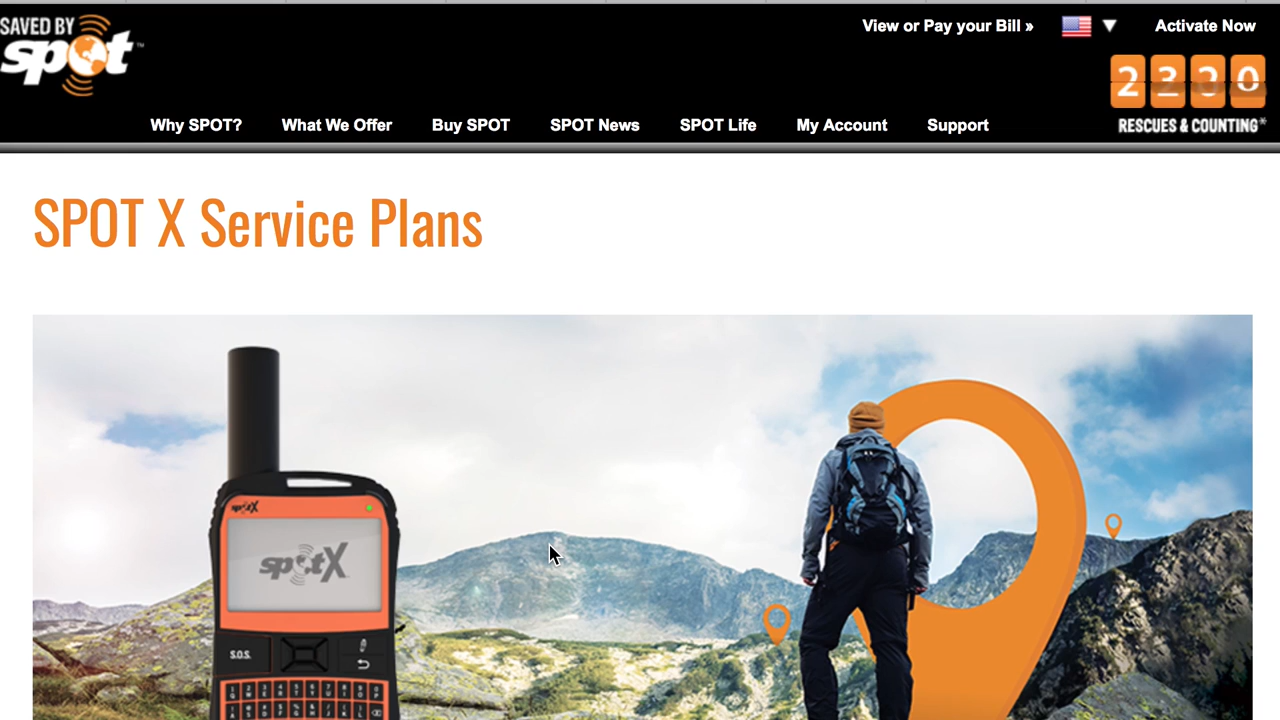 SAVED BY
spot
View or Pay your Bill »
Activate Now
RESCUES & COUNTING*
Why SPOT?
What We Offer
Buy SPOT
SPOT News
SPOT Life
My Account
Support
SPOT X Service Plans
spotX
spotX
S.O.S.